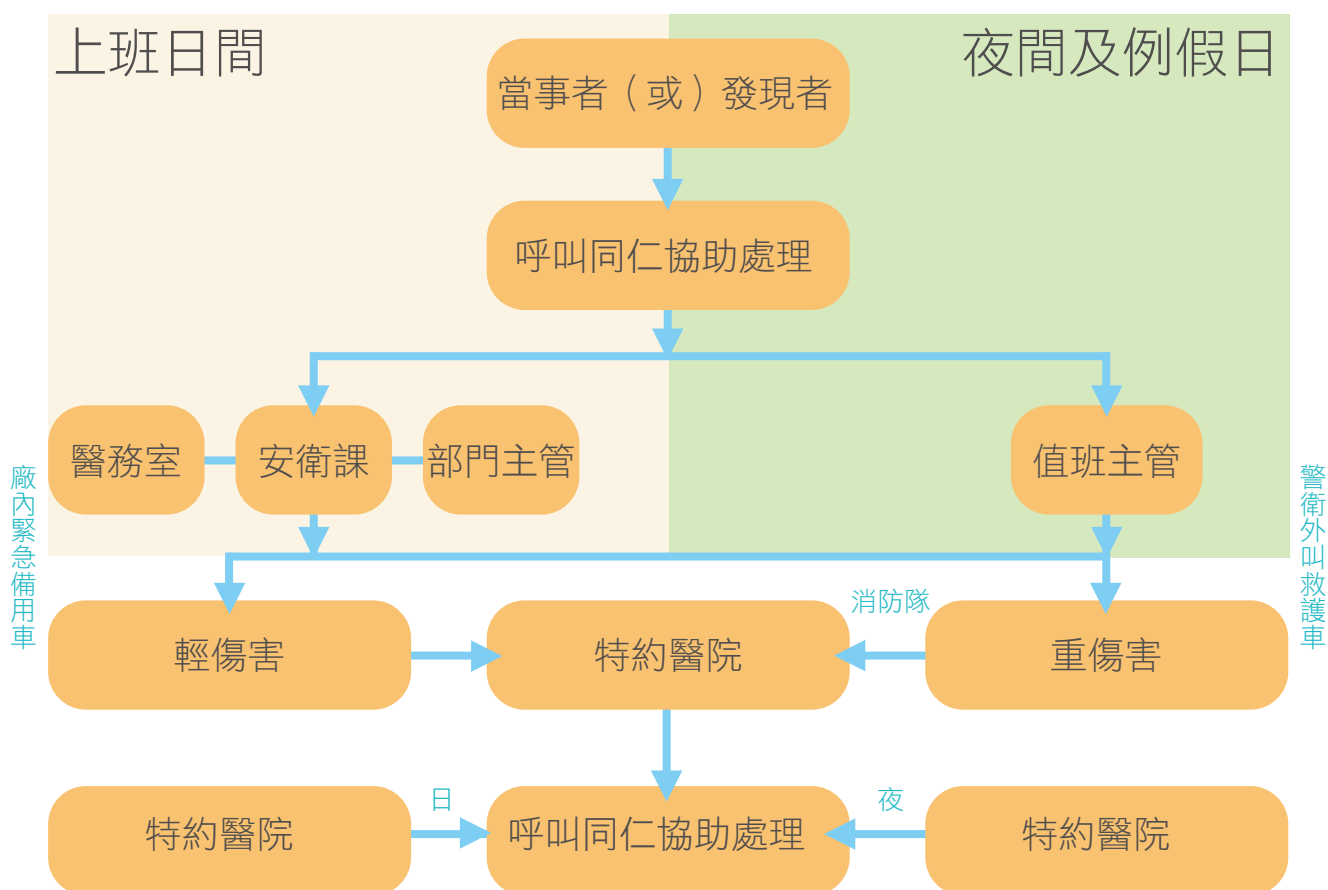 上班日間
夜間及例假日
當事者（或）發現者
呼叫同仁協助處理
醫務室
安衛課
部門主管
值班主管
廠內緊急備用車
警衛外叫救護車
消防隊
輕傷害
特約醫院
重傷害
日
夜
特約醫院
呼叫同仁協助處理
特約醫院